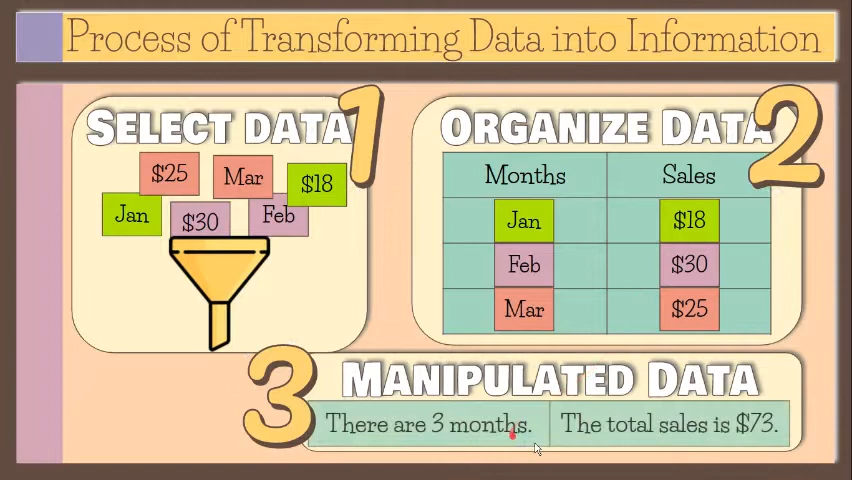 Process of Transforming Data into Information
SELECT DATA
1
$25
Mar
$18
Jan
$30
Feb
ORGANIZE DATA
2
Months Sales
Jan $18
Feb $30
Mar $25
3
MANIPULATED DATA
There are 3 months. The total sales is $73.